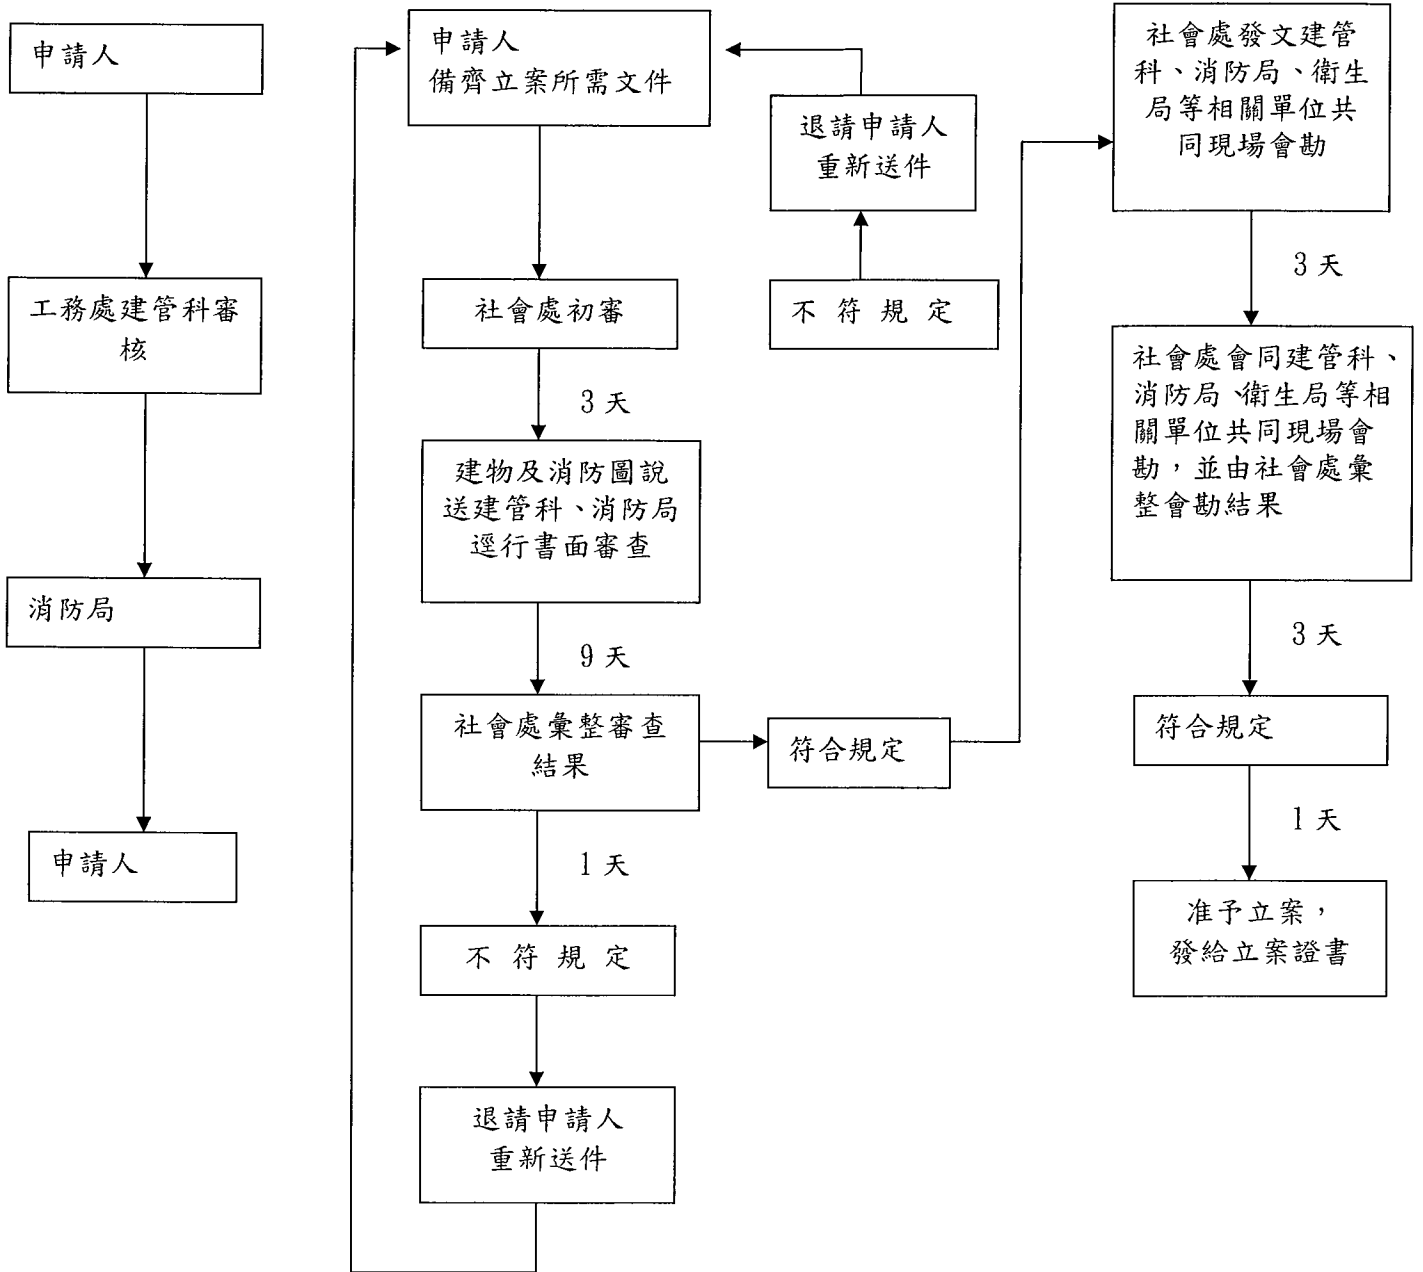 申請人
工務處建管科審
核
消防局
申請人
申請人
備齊立案所需文件
社會處初審
3 天
建物及消防圖說
送建管科、消防局
逕行書面審查
9 天
社會處彙整審查
結果
1 天
不 符 規 定
退請申請人
重新送件
退請申請人
重新送件
不 符 規 定
符合規定
社會處發文建管
科、消防局、衛生
局等相關單位共
同現場會勘
3 天
社會處會同建管科、
消防局、衛生局等相
關單位共同現場會
勘，並由社會處彙
整會勘結果
3 天
符合規定
1 天
准予立案，
發給立案證書